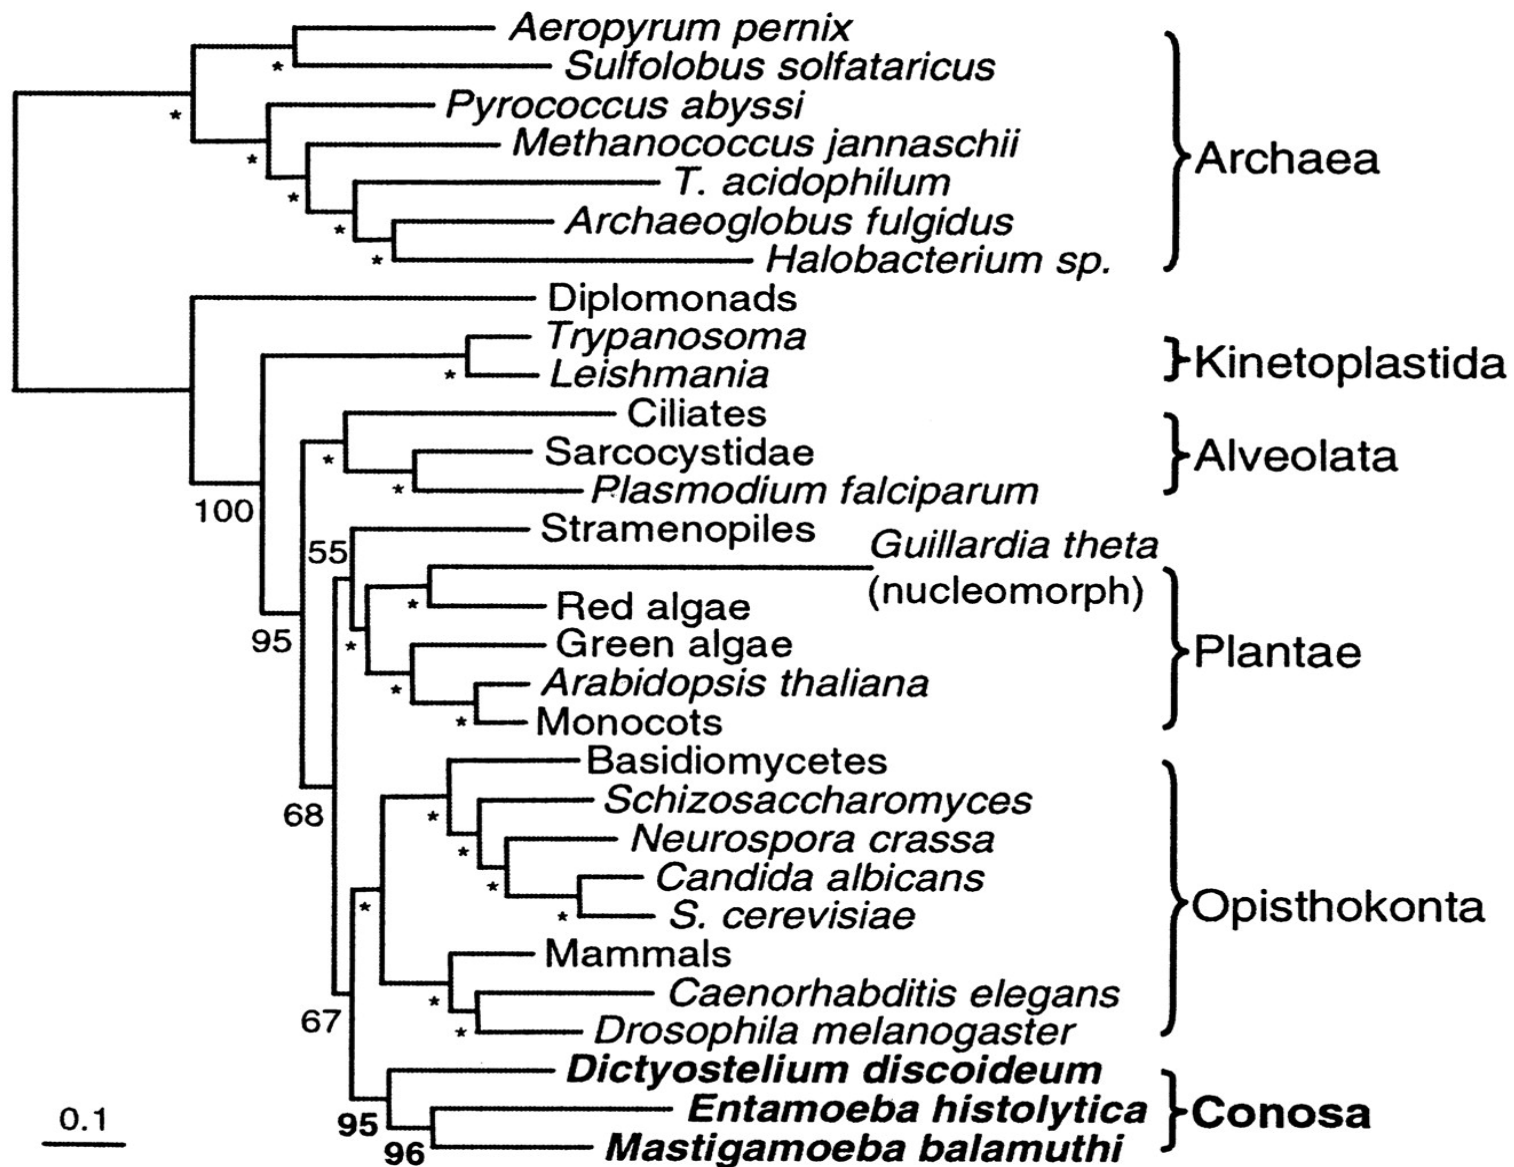 Aeropyrum pernix
*
Sulfolobus solfataricus
*
Pyrococcus abyssi
*
Methanococcus jannaschii
Archaea
*
T. acidophilum
*
Archaeoglobus fulgidus
*
Halobacterium sp.
Diplomonads
Trypanosoma
*
Leishmania
Kinetoplastida
Ciliates
*
Sarcocystidae
Alveolata
*
Plasmodium falciparum
100
Stramenopiles
55
Guillardia theta
(nucleomorph)
*
Red algae
95
*
Green algae
Plantae
*
Arabidopsis thaliana
*
Monocots
Basidiomycetes
68
*
Schizosaccharomyces
*
Neurospora crassa
*
Candida albicans
*
*
S. cerevisiae
Opisthokonta
Mammals
*
Caenorhabditis elegans
67
*
Drosophila melanogaster
Dictyostelium discoideum
0.1
95
Entamoeba histolytica
Conosa
96
Mastigamoeba balamuthi